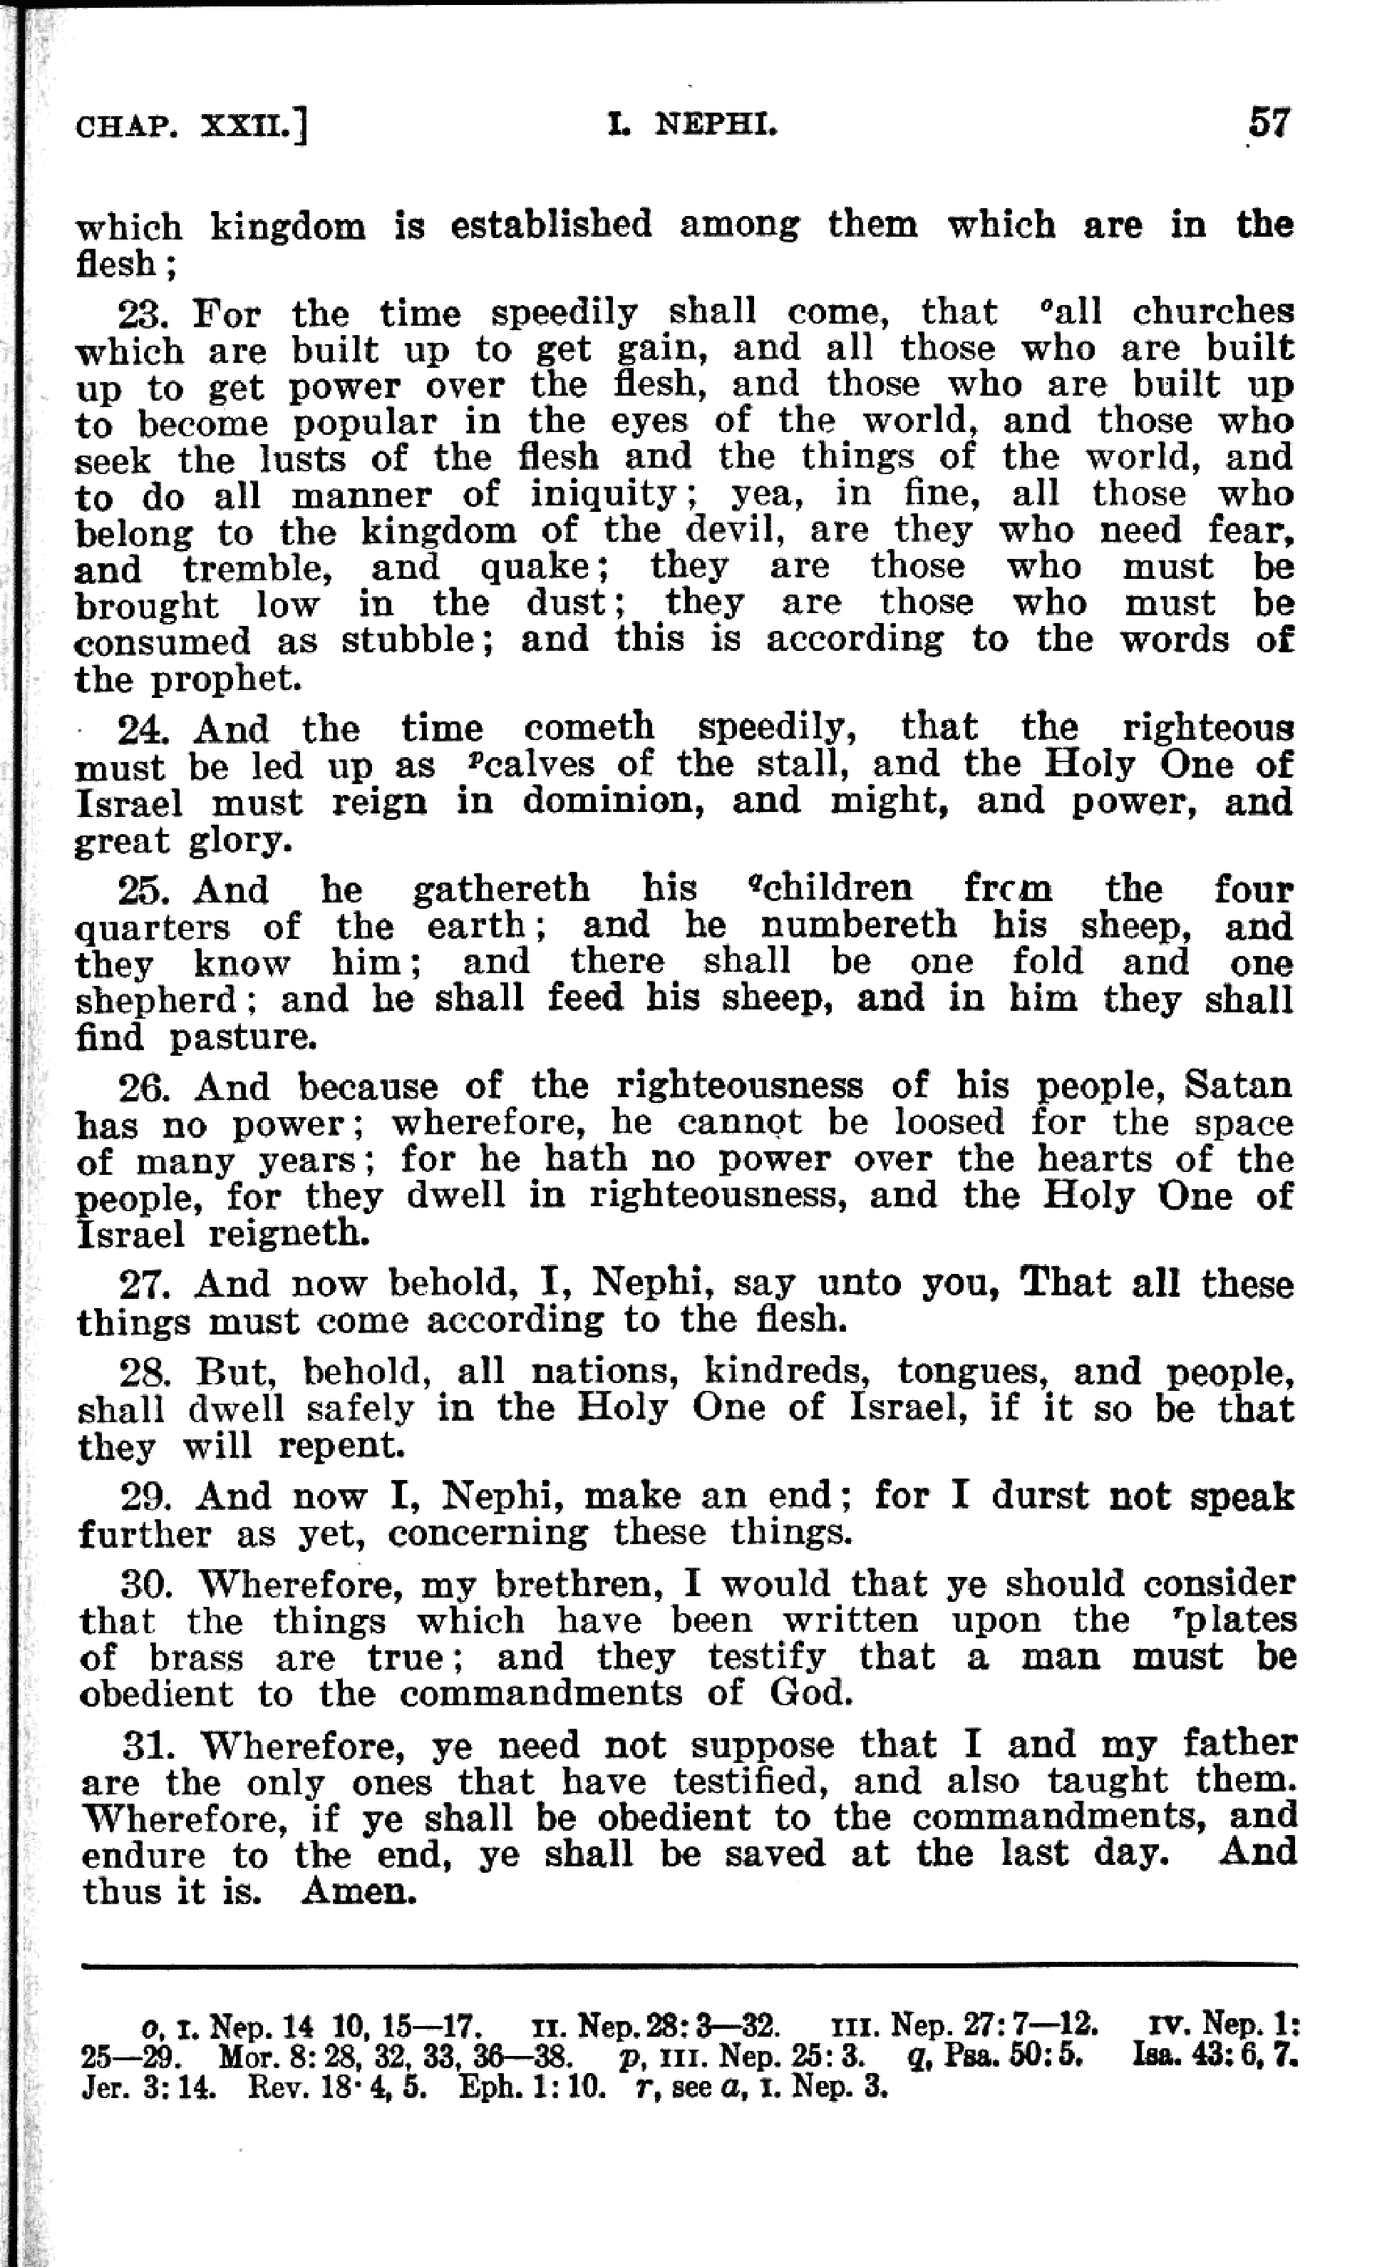 CHAP. XXII.] I. NEPHI. 57
which kingdom is established among them which are in the
flesh;
23. For the time speedily shall come, that ᵒall churches
which are built up to get gain, and all those who are built
up to get power over the flesh, and those who are built up
to become popular in the eyes of the world, and those who
seek the lusts of the flesh and the things of the world, and
to do all manner of iniquity; yea, in fine, all those who
belong to the kingdom of the devil, are they who need fear,
and tremble, and quake; they are those who must be
brought low in the dust; they are those who must be
consumed as stubble; and this is according to the words of
the prophet.
24. And the time cometh speedily, that the righteous
must be led up as ᵖcalves of the stall, and the Holy One of
Israel must reign in dominion, and might, and power, and
great glory.
25. And he gathereth his qchildren frcm the four
quarters of the earth; and he numbereth his sheep, and
they know him; and there shall be one fold and one
shepherd; and he shall feed his sheep, and in him they shall
find pasture.
26. And because of the righteousness of his people, Satan
has no power; wherefore, he cannot be loosed for the space
of many years; for he hath no power over the hearts of the
people, for they dwell in righteousness, and the Holy One of
Israel reigneth.
27. And now behold, I, Nephi, say unto you, That all these
things must come according to the flesh.
28. But, behold, all nations, kindreds, tongues, and people,
shall dwell safely in the Holy One of Israel, if it so be that
they will repent.
29. And now I, Nephi, make an end; for I durst not speak
further as yet, concerning these things.
30. Wherefore, my brethren, I would that ye should consider
that the things which have been written upon the ʳplates
of brass are true; and they testify that a man must be
obedient to the commandments of God.
31. Wherefore, ye need not suppose that I and my father
are the only ones that have testified, and also taught them.
Wherefore, if ye shall be obedient to the commandments, and
endure to the end, ye shall be saved at the last day. And
thus it is. Amen.
o, I. Nep. 14 10, 15—17. II. Nep. 28: 3—32. III. Nep. 27: 7—12. IV. Nep. 1:
25—29. Mor. 8: 28, 32, 33, 36—38. p, III. Nep. 25: 3. q, Psa. 50: 5. Isa. 43: 6, 7.
Jer. 3: 14. Rev. 18· 4, 5. Eph. 1: 10. r, see a, I. Nep. 3.